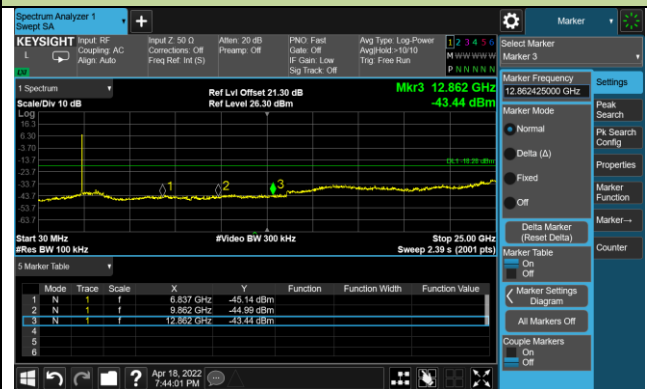 Spectrum Analyzer 1
Swept SA
Marker
KEYSIGHT
L
Input: RF
Coupling: AC
Align: Auto
Input Z: 50 Ω
Corrections: Off
Freq Ref: Int (S)
Atten: 20 dB
Preamp: Off
PNO: Fast
Gate: Off
IF Gain: Low
Sig Track: Off
Avg Type: Log-Power
Avg|Hold:>10/10
Trig: Free Run
1 2 3 4 5 6
M W W W W W
P N N N N N
1 Spectrum
Scale/Div 10 dB
Ref Lvl Offset 21.30 dB
Ref Level 26.30 dBm
Mkr3 12.862 GHz
-43.44 dBm
Log
16.3
6.30
-3.70
-13.7
-23.7
-33.7
-43.7
-53.7
-63.7
1
2
3
Start 30 MHz
#Res BW 100 kHz
#Video BW 300 kHz
Stop 25.00 GHz
Sweep 2.39 s (2001 pts)
5 Marker Table
Mode Trace Scale X Y Function Function Width Function Value
1 N 1 f 6.837 GHz -45.14 dBm
2 N 1 f 9.862 GHz -44.99 dBm
3 N 1 f 12.862 GHz -43.44 dBm
4
5
6
Apr 18, 2022
7:44:01 PM
Select Marker
Marker 3
Marker Frequency
12.862425000 GHz
Marker Mode
Normal
Delta (Δ)
Fixed
Off
Delta Marker
(Reset Delta)
Marker Table
On
Off
Marker Settings
Diagram
All Markers Off
Couple Markers
On
Off
Settings
Peak
Search
Pk Search
Config
Properties
Marker
Function
Marker→
Counter